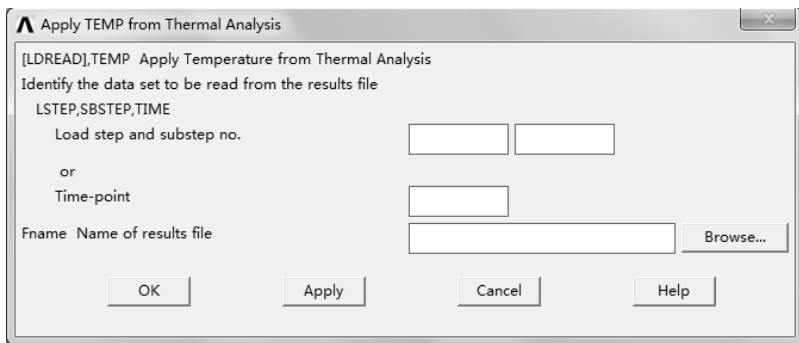 Apply TEMP from Thermal Analysis
[LDREAD],TEMP Apply Temperature from Thermal Analysis
Identify the data set to be read from the results file
LSTEP,SBSTEP,TIME
Load step and substep no.
or
Time-point
Fname Name of results file
Browse...
OK Apply Cancel Help